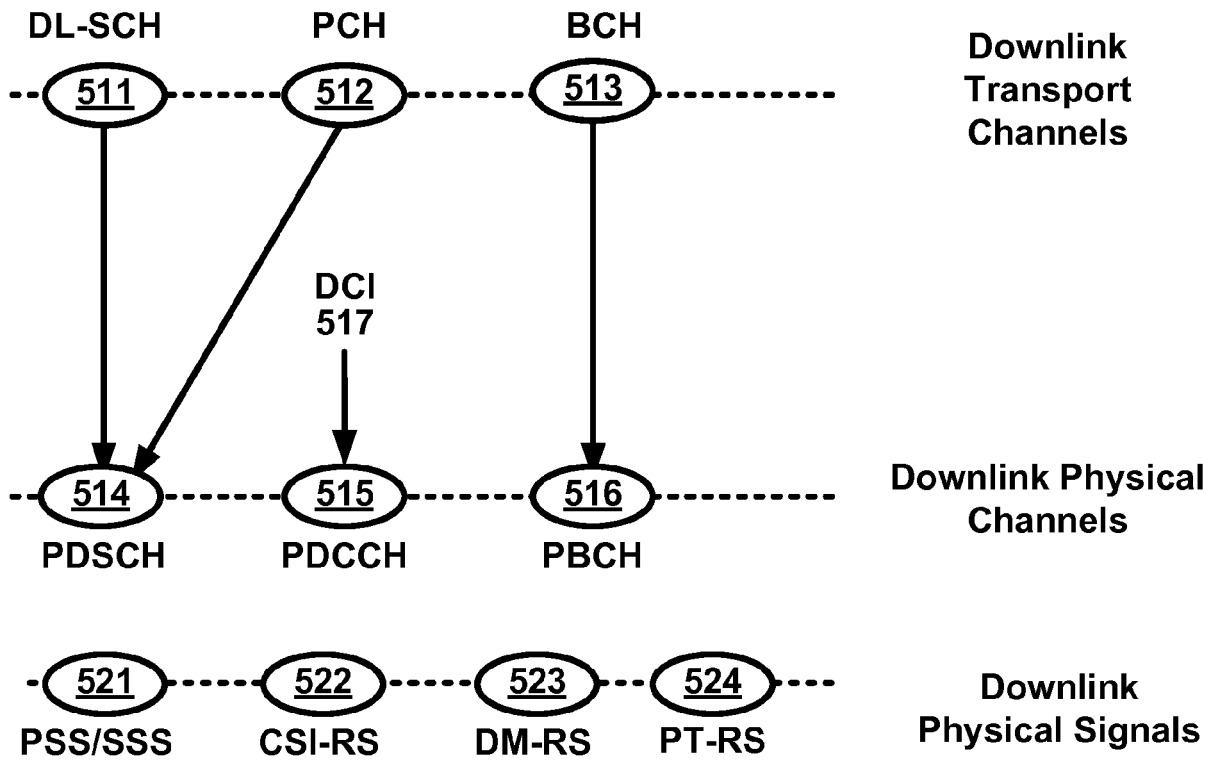 DL-SCH PCH BCH
511 512 513
Downlink
Transport
Channels
DCI
517
514 515 516
PDSCH PDCCH PBCH
Downlink Physical
Channels
521 522 523 524
PSS/SSS CSI-RS DM-RS PT-RS
Downlink
Physical Signals